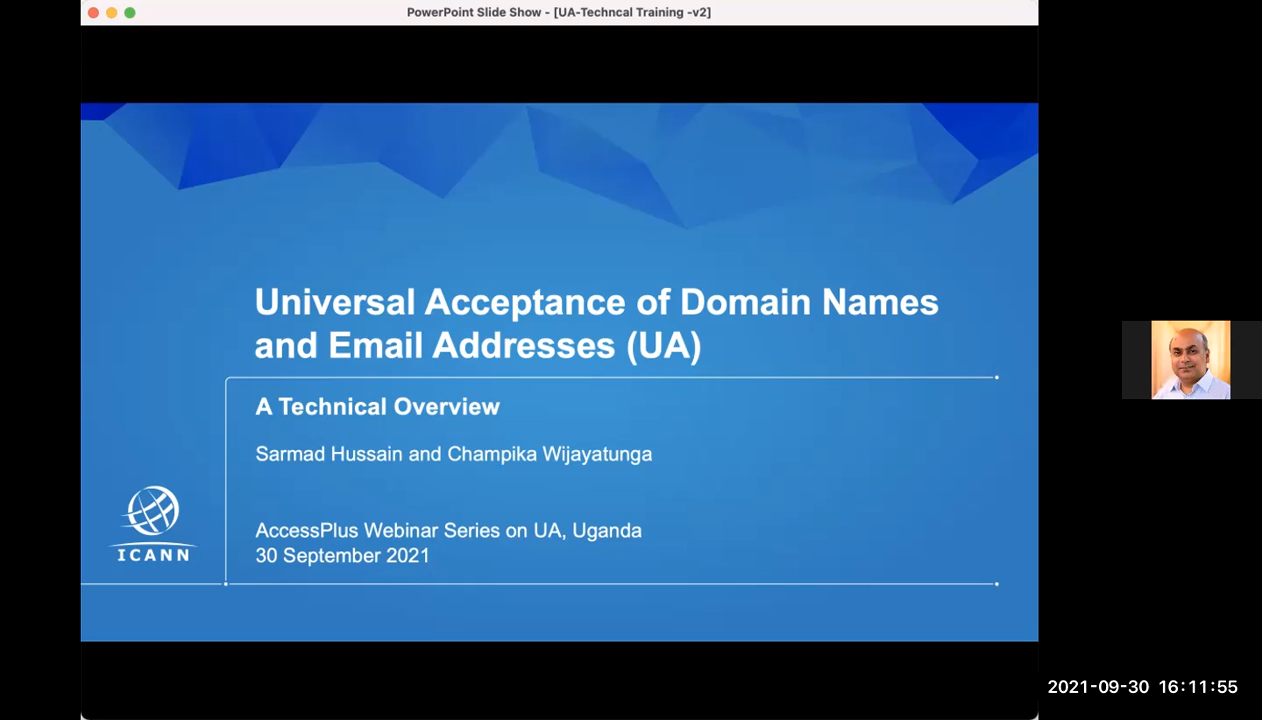 PowerPoint Slide Show - [UA-Techncal Training -v2]
Universal Acceptance of Domain Names
and Email Addresses (UA)
A Technical Overview
Sarmad Hussain and Champika Wijayatunga
AccessPlus Webinar Series on UA, Uganda
30 September 2021
ICANN
2021-09-30 16:11:55